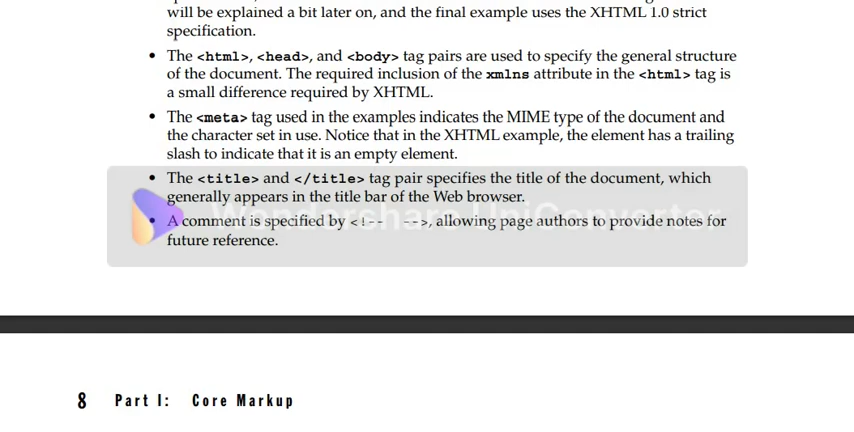 will be explained a bit later on, and the final example uses the XHTML 1.0 strict
specification.
• The <html>, <head>, and <body> tag pairs are used to specify the general structure
of the document. The required inclusion of the xmlns attribute in the <html> tag is
a small difference required by XHTML.
• The <meta> tag used in the examples indicates the MIME type of the document and
the character set in use. Notice that in the XHTML example, the element has a trailing
slash to indicate that it is an empty element.
• The <title> and </title> tag pair specifies the title of the document, which
generally appears in the title bar of the Web browser.
Wondershare UniConverter
• A comment is specified by <!-- -->, allowing page authors to provide notes for
future reference.
8 Part I: Core Markup